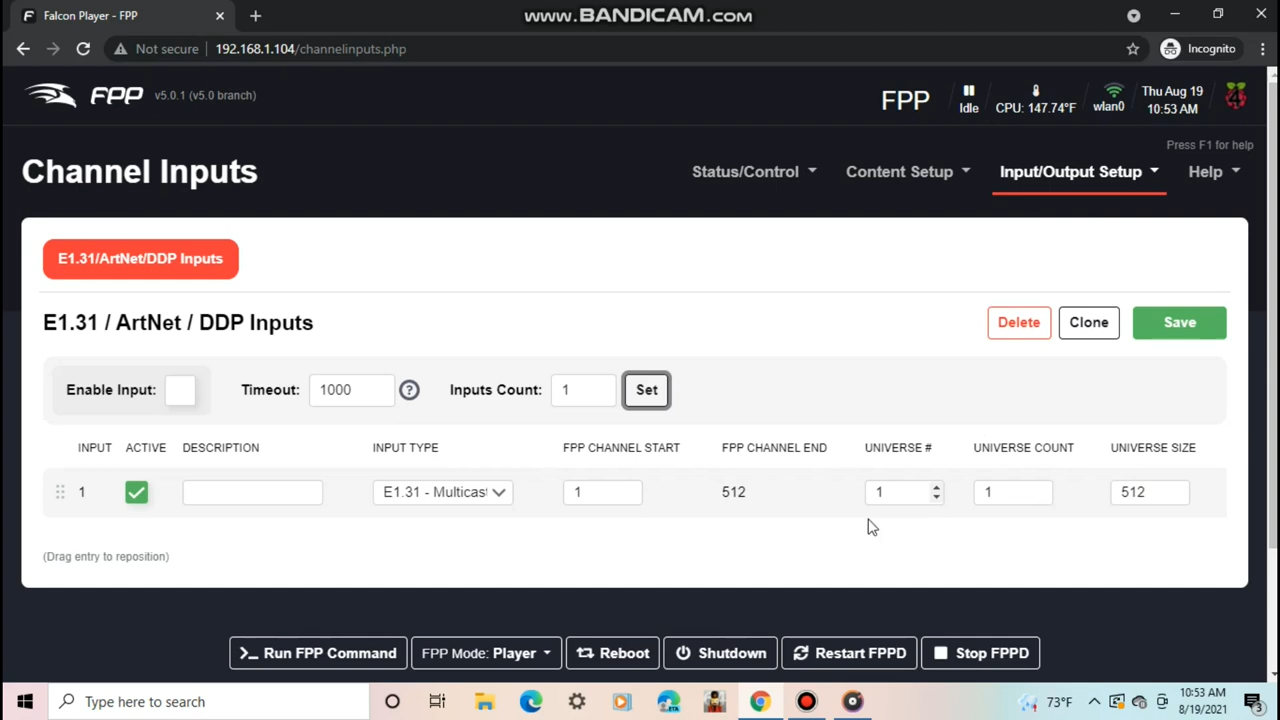 Falcon Player - FPP
www.BANDICAM.com
Not secure
192.168.1.104/channelinputs.php
Incognito
FPP v5.0.1 (v5.0 branch)
FPP
Idle
CPU: 147.74°F
wlan0
Thu Aug 19
10:53 AM
Press F1 for help
Channel Inputs
Status/Control
Content Setup
Input/Output Setup
Help
E1.31/ArtNet/DDP Inputs
E1.31 / ArtNet / DDP Inputs
Delete
Clone
Save
Enable Input:
Timeout: 1000
Inputs Count: 1
Set
INPUT ACTIVE DESCRIPTION INPUT TYPE FPP CHANNEL START FPP CHANNEL END UNIVERSE # UNIVERSE COUNT UNIVERSE SIZE
1 E1.31 - Multicast 1 512 1 1 512
(Drag entry to reposition)
Run FPP Command
FPP Mode: Player
Reboot
Shutdown
Restart FPPD
Stop FPPD
Type here to search
73°F
10:53 AM
8/19/2021
3